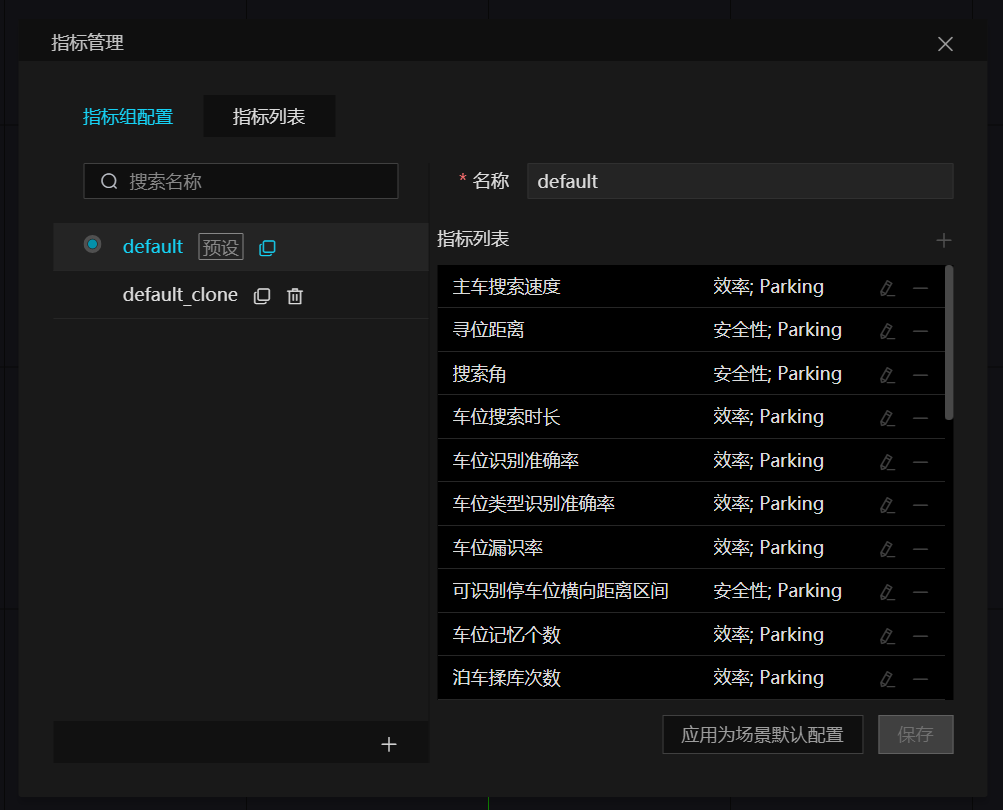 指标管理
指标组配置 指标列表
搜索名称
default 预设
default_clone
* 名称 default
指标列表
主车搜索速度 效率; Parking
寻位距离 安全性; Parking
搜索角 安全性; Parking
车位搜索时长 效率; Parking
车位识别准确率 效率; Parking
车位类型识别准确率 效率; Parking
车位漏识率 效率; Parking
可识别停车位横向距离区间 安全性; Parking
车位记忆个数 效率; Parking
泊车揉库次数 效率; Parking
应用为场景默认配置 保存